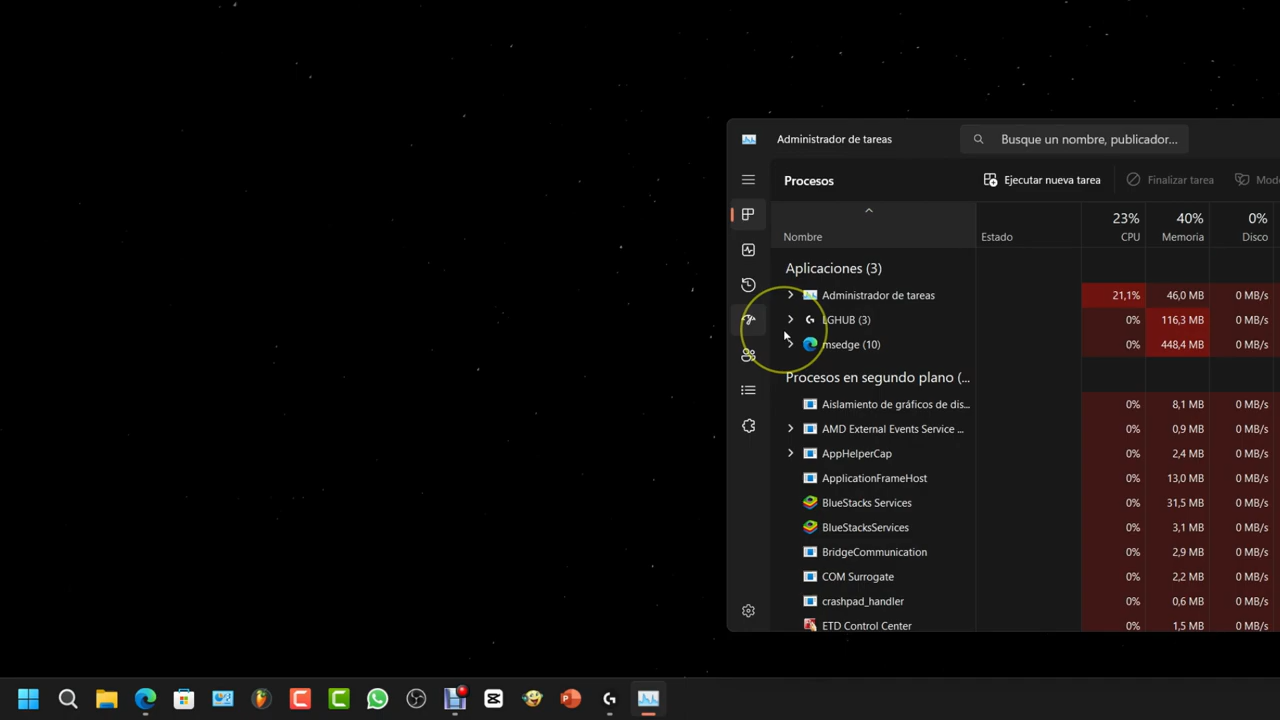 Administrador de tareas
Busque un nombre, publicador...
Procesos
Ejecutar nueva tarea
Finalizar tarea
23% 40% 0%
Nombre Estado CPU Memoria Disco
Aplicaciones (3)
Administrador de tareas 21,1% 46,0 MB 0 MB/s
LGHUB (3) 0% 116,3 MB 0 MB/s
msedge (10) 0% 448,4 MB 0 MB/s
Procesos en segundo plano (...
Aislamiento de gráficos de dis... 0% 8,1 MB 0 MB/s
AMD External Events Service ... 0% 0,9 MB 0 MB/s
AppHelperCap 0% 2,4 MB 0 MB/s
ApplicationFrameHost 0% 13,0 MB 0 MB/s
BlueStacks Services 0% 31,5 MB 0 MB/s
BlueStacksServices 0% 3,1 MB 0 MB/s
BridgeCommunication 0% 2,9 MB 0 MB/s
COM Surrogate 0% 2,2 MB 0 MB/s
crashpad_handler 0% 0,6 MB 0 MB/s
ETD Control Center 0% 1,5 MB 0 MB/s